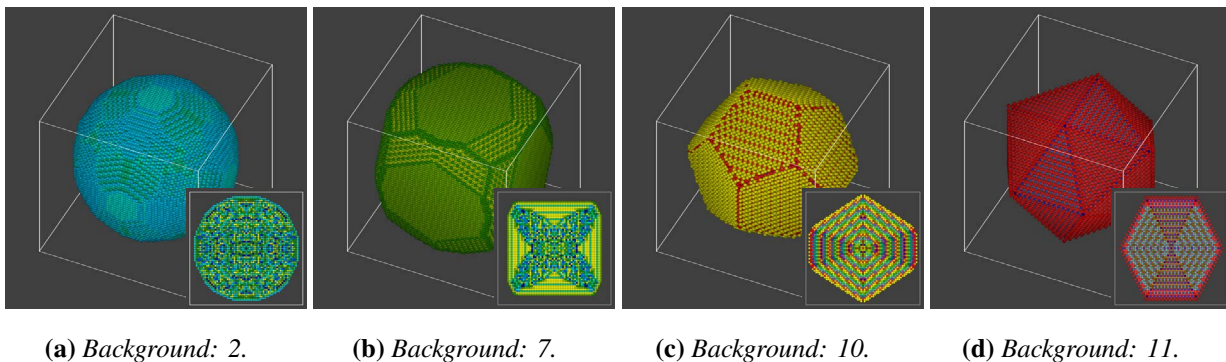 (a) Background: 2.
(b) Background: 7.
(c) Background: 10.
(d) Background: 11.